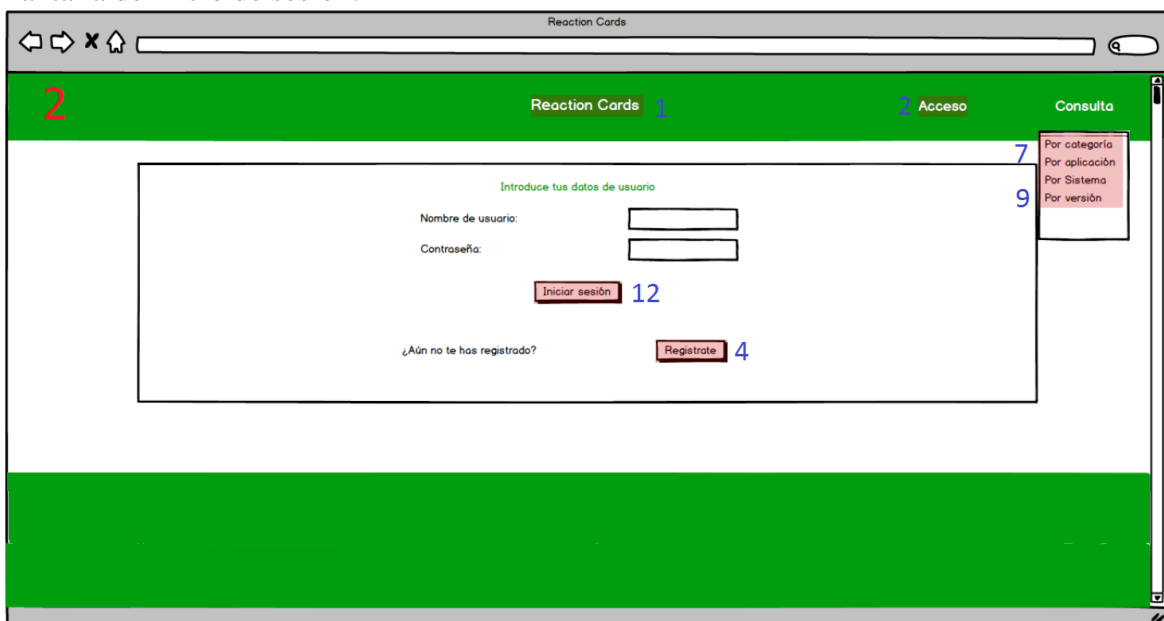 Reaction Cards
2 Reaction Cards 1 2 Acceso Consulta
7 Por categoría
Por aplicación
Por Sistema
9 Por versión
Introduce tus datos de usuario
Nombre de usuario:
Contraseña:
Iniciar sesión 12
¿Aún no te has registrado? Registrate 4